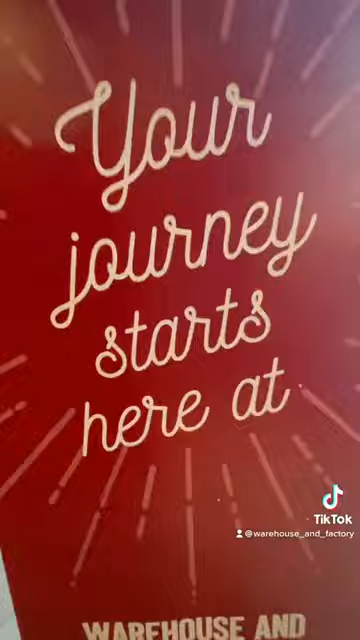 Your
journey
starts
here at
TikTok
@warehouse_and_factory
WAREHOUSE AND